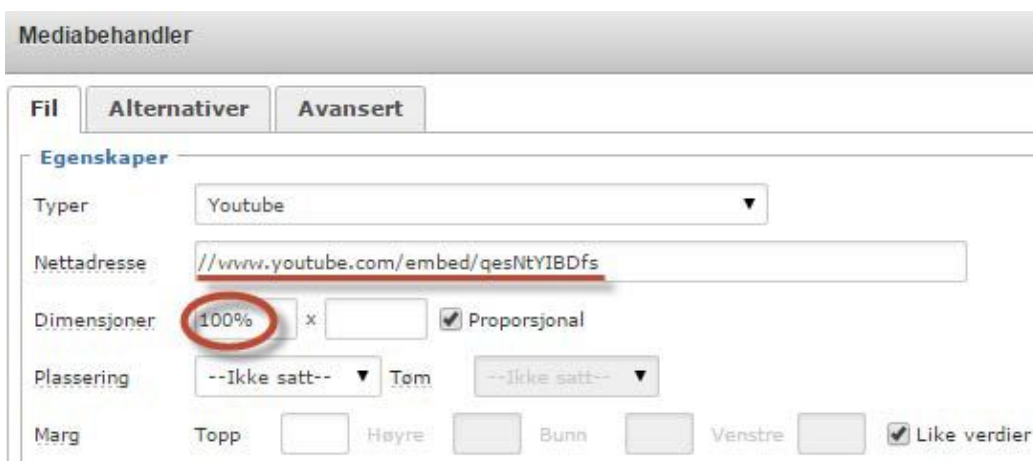 Mediabehandler
Fil Alternativer Avansert
Egenskaper
Typer Youtube
Nettadresse //www.youtube.com/embed/qesNtYIBDfs
Dimensjoner 100% x Proporsjonal
Plassering --Ikke satt-- Tøm --Ikke satt--
Marg Topp Høyre Bunn Venstre Like verdier